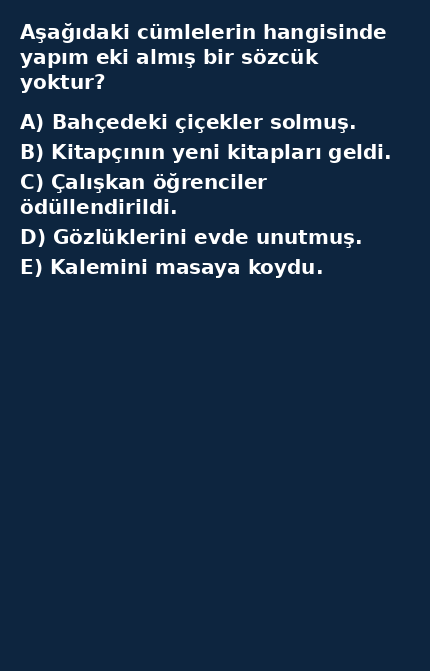 Aşağıdaki cümlelerin hangisinde
yapım eki almış bir sözcük
yoktur?
A) Bahçedeki çiçekler solmuş.
B) Kitapçının yeni kitapları geldi.
C) Çalışkan öğrenciler
ödüllendirildi.
D) Gözlüklerini evde unutmuş.
E) Kalemini masaya koydu.